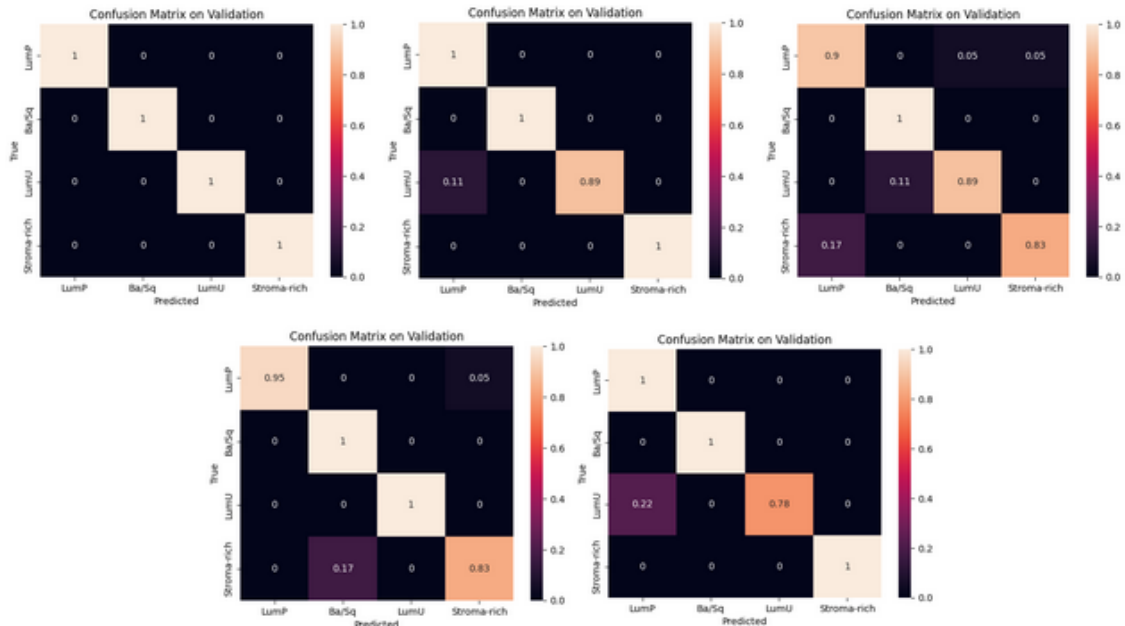 Confusion Matrix on Validation
True
LumP 1 0 0 0 1.0
Ba/Sq 0 1 0 0 0.8
LumU 0 0 1 0 0.6
Stroma-rich 0 0 0 1 0.4
0.2
0.0
LumP Ba/Sq LumU Stroma-rich
Predicted
Confusion Matrix on Validation
True
LumP 1 0 0 0 1.0
Ba/Sq 0 1 0 0 0.8
LumU 0.11 0 0.89 0 0.6
Stroma-rich 0 0 0 1 0.4
0.2
0.0
LumP Ba/Sq LumU Stroma-rich
Predicted
Confusion Matrix on Validation
True
LumP 0.9 0 0.05 0.05 1.0
Ba/Sq 0 1 0 0 0.8
LumU 0 0.11 0.89 0 0.6
Stroma-rich 0.17 0 0 0.83 0.4
0.2
0.0
LumP Ba/Sq LumU Stroma-rich
Predicted
Confusion Matrix on Validation
True
LumP 0.95 0 0 0.05 1.0
Ba/Sq 0 1 0 0 0.8
LumU 0 0 1 0 0.6
Stroma-rich 0 0.17 0 0.83 0.4
0.2
0.0
LumP Ba/Sq LumU Stroma-rich
Predicted
Confusion Matrix on Validation
True
LumP 1 0 0 0 1.0
Ba/Sq 0 1 0 0 0.8
LumU 0.22 0 0.78 0 0.6
Stroma-rich 0 0 0 1 0.4
0.2
0.0
LumP Ba/Sq LumU Stroma-rich
Predicted